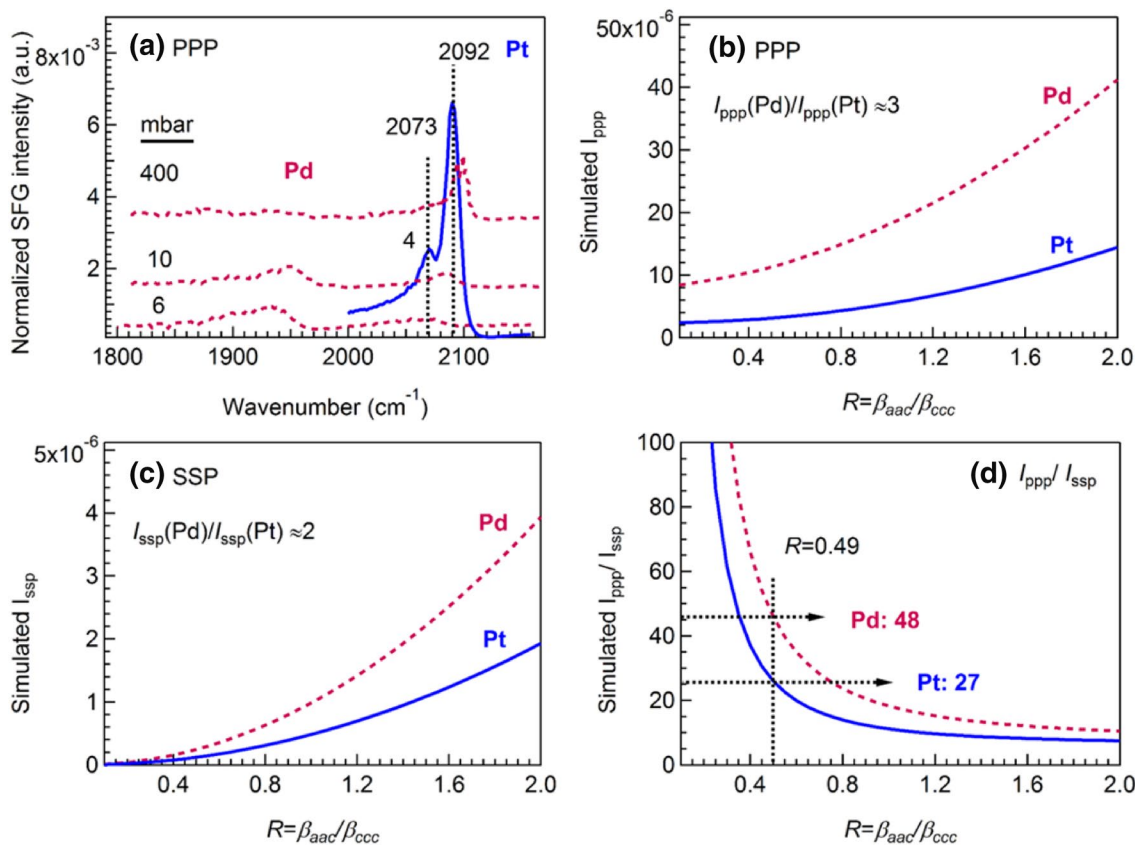 (a) PPP
Pt
2092
2073
mbar
400
Pd
10
4
6
8x10⁻³
6
4
2
Normalized SFG intensity (a.u.)
1800 1900 2000 2100
Wavenumber (cm⁻¹)
(b) PPP
50x10⁻⁶
40
30
20
10
0
Simulated Iₚₚₚ
Iₚₚₚ(Pd)/Iₚₚₚ(Pt) ≈3
Pd
Pt
0.4 0.8 1.2 1.6 2.0
R=βaac/βccc
(c) SSP
5x10⁻⁶
4
3
2
1
0
Simulated Issp
Issp(Pd)/Issp(Pt) ≈2
Pd
Pt
0.4 0.8 1.2 1.6 2.0
R=βaac/βccc
(d) Iₚₚₚ/ Issp
100
80
60
40
20
0
Simulated Iₚₚₚ/ Issp
R=0.49
Pd: 48
Pt: 27
0.4 0.8 1.2 1.6 2.0
R=βaac/βccc